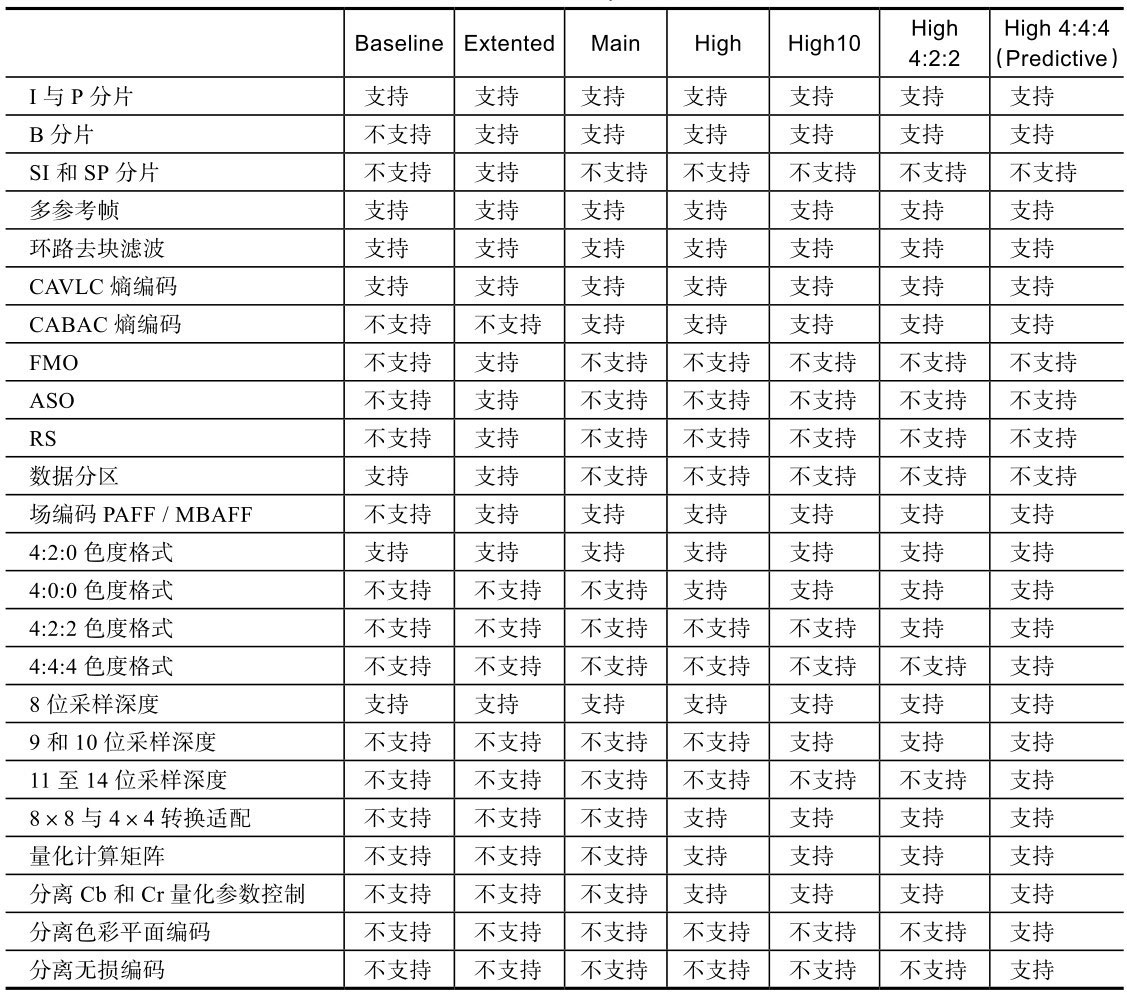 Baseline Extented Main High High10 High 4:2:2 High 4:4:4 (Predictive)
I 与 P 分片 支持 支持 支持 支持 支持 支持 支持
B 分片 不支持 支持 支持 支持 支持 支持 支持
SI 和 SP 分片 不支持 支持 不支持 不支持 不支持 不支持 不支持
多参考帧 支持 支持 支持 支持 支持 支持 支持
环路去块滤波 支持 支持 支持 支持 支持 支持 支持
CAVLC 熵编码 支持 支持 支持 支持 支持 支持 支持
CABAC 熵编码 不支持 不支持 支持 支持 支持 支持 支持
FMO 不支持 支持 不支持 不支持 不支持 不支持 不支持
ASO 不支持 支持 不支持 不支持 不支持 不支持 不支持
RS 不支持 支持 不支持 不支持 不支持 不支持 不支持
数据分区 支持 支持 不支持 不支持 不支持 不支持 不支持
场编码 PAFF / MBAFF 不支持 支持 支持 支持 支持 支持 支持
4:2:0 色度格式 支持 支持 支持 支持 支持 支持 支持
4:0:0 色度格式 不支持 不支持 不支持 支持 支持 支持 支持
4:2:2 色度格式 不支持 不支持 不支持 不支持 不支持 支持 支持
4:4:4 色度格式 不支持 不支持 不支持 不支持 不支持 不支持 支持
8 位采样深度 支持 支持 支持 支持 支持 支持 支持
9 和 10 位采样深度 不支持 不支持 不支持 不支持 支持 支持 支持
11 至 14 位采样深度 不支持 不支持 不支持 不支持 不支持 不支持 支持
8 × 8 与 4 × 4 转换适配 不支持 不支持 不支持 支持 支持 支持 支持
量化计算矩阵 不支持 不支持 不支持 支持 支持 支持 支持
分离 Cb 和 Cr 量化参数控制 不支持 不支持 不支持 支持 支持 支持 支持
分离色彩平面编码 不支持 不支持 不支持 不支持 不支持 不支持 支持
分离无损编码 不支持 不支持 不支持 不支持 不支持 不支持 支持